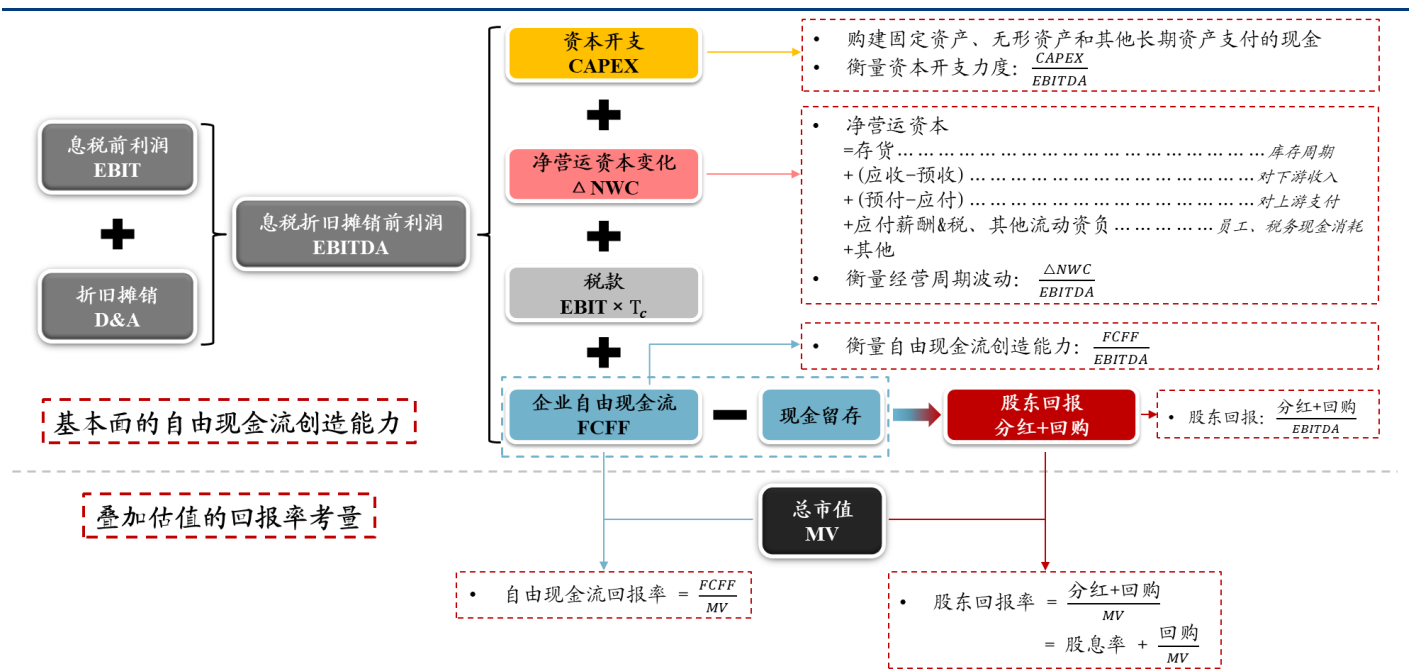 息税前利润
EBIT
折旧摊销
D&A
息税折旧摊销前利润
EBITDA
资本开支
CAPEX
• 购建固定资产、无形资产和其他长期资产支付的现金
• 衡量资本开支力度: CAPEX/EBITDA
净营运资本变化
△NWC
• 净营运资本
=存货…………………………………………………库存周期
+(应收-预收)………………………………………对下游收入
+(预付-应付)………………………………………对上游支付
+应付薪酬&税、其他流动资负……………员工、税务现金消耗
+其他
• 衡量经营周期波动: △NWC/EBITDA
税款
EBIT × Tc
• 衡量自由现金流创造能力: FCFF/EBITDA
企业自由现金流
FCFF
现金留存
股东回报
分红+回购
• 股东回报: 分红+回购/EBITDA
基本面的自由现金流创造能力
叠加估值的回报率考量
总市值
MV
• 自由现金流回报率 = FCFF/MV
• 股东回报率 = 分红+回购/MV
= 股息率 + 回购/MV